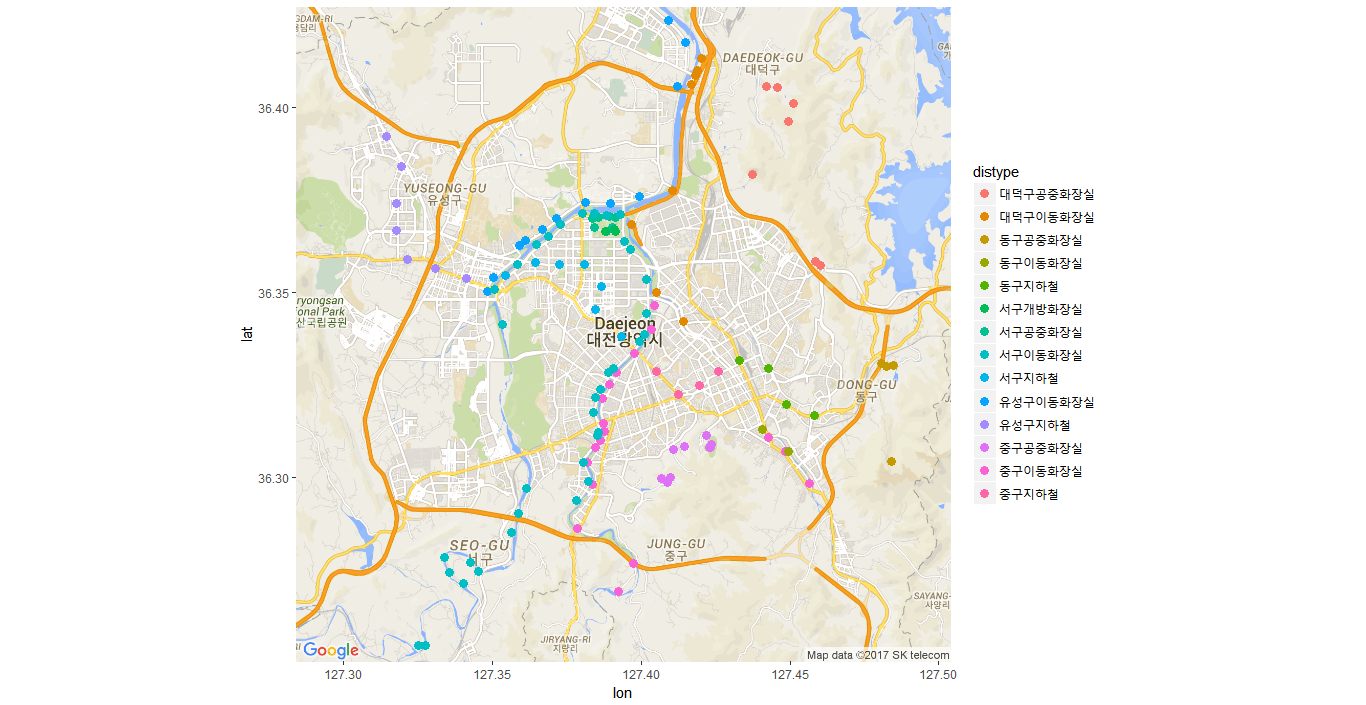 GDAM-RI
용담리
DAEDEOK-GU
대덕구
36.40
YUSEONG-GU
유성구
36.35
lat
ryongsan
ional Park
산국립공원
Daejeon
대전광역시
DONG-GU
동구
36.30
SEO-GU
서구
JUNG-GU
중구
SAYANG-
사양리
JIRYANG-RI
지량리
Google
Map data ©2017 SK telecom
127.30
127.35
127.40
127.45
127.50
lon
distype
대덕구공중화장실
대덕구이동화장실
동구공중화장실
동구이동화장실
동구지하철
서구개방화장실
서구공중화장실
서구이동화장실
서구지하철
유성구이동화장실
유성구지하철
중구공중화장실
중구이동화장실
중구지하철